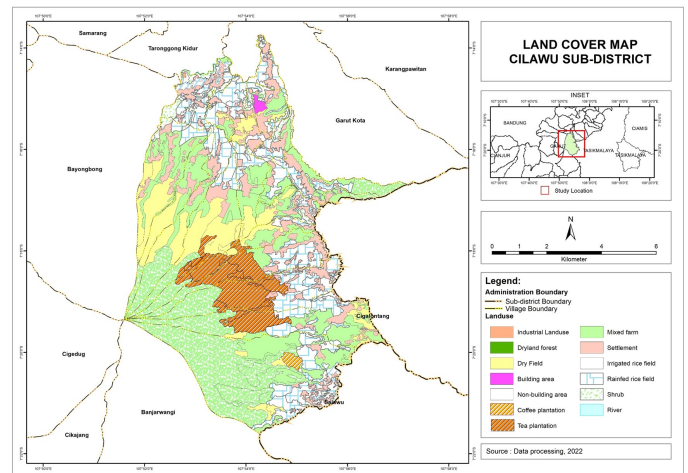 LAND COVER MAP
CILAWU SUB-DISTRICT
Samarang
Taronggong Kidur
Karangpawitan
Garut Kota
Bayongbong
Cigalontang
Cigedug
Banjarwangi
Cikajang
INSET
BANDUNG
CIAMIS
TASIKMALAYA
Study Location
N
0 1 2 4 6
Kilometer
Legend:
Administration Boundary
Sub-district Boundary
Village Boundary
Landuse
Industrial Landuse
Dryland forest
Dry Field
Building area
Non-building area
Coffee plantation
Tea plantation
Mixed farm
Settlement
Irrigated rice field
Rainfed rice field
Shrub
River
Source : Data processing, 2022